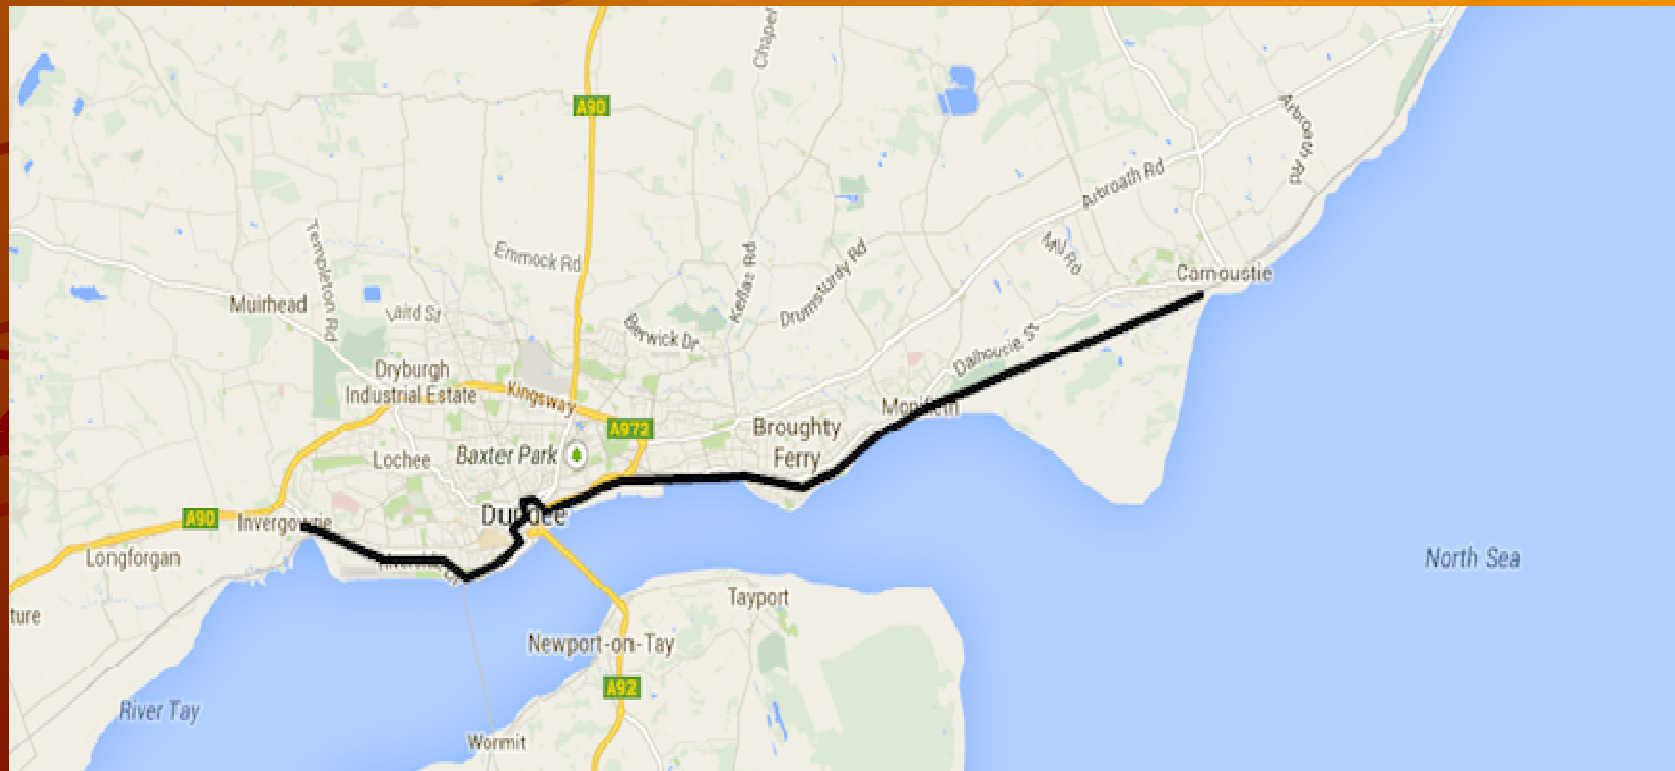 Chapel
A90
Arbroath Rd
Arbroath Rd
Emmock Rd
Templeton Rd
Kellas Rd
Drumsturdy Rd
Carnoustie
Muirhead
Laird St
Berwick Dr
Dalhousie St
Dryburgh
Industrial Estate
Kingsway
Monifieth
A972
Broughty
Ferry
Baxter Park
Lochee
Dundee
A90
Invergowrie
Longforgan
North Sea
Tayport
ture
Newport-on-Tay
A92
River Tay
Wormit